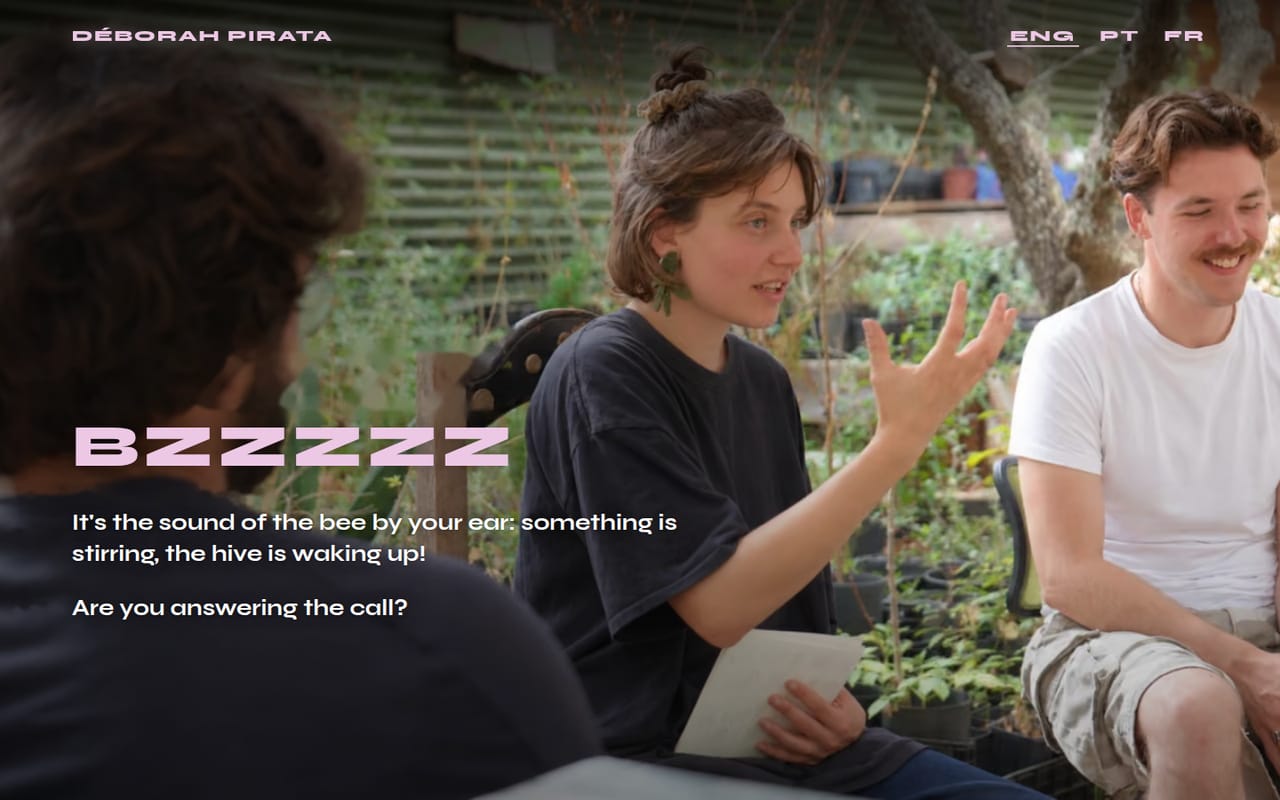 DÉBORAH PIRATA
ENG PT FR
BZZZZZ
It's the sound of the bee by your ear: something is
stirring, the hive is waking up!
Are you answering the call?